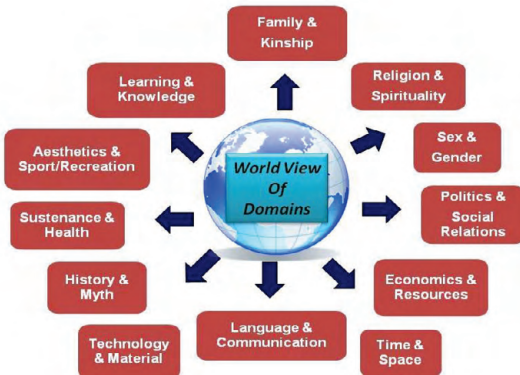 Family &
Kinship
Religion &
Spirituality
Sex
& Gender
Politics &
Social
Relations
Economics &
Resources
Time &
Space
Language &
Communication
Technology
& Material
History &
Myth
Sustenance &
Health
Aesthetics &
Sport/Recreation
Learning &
Knowledge
World View
Of
Domains